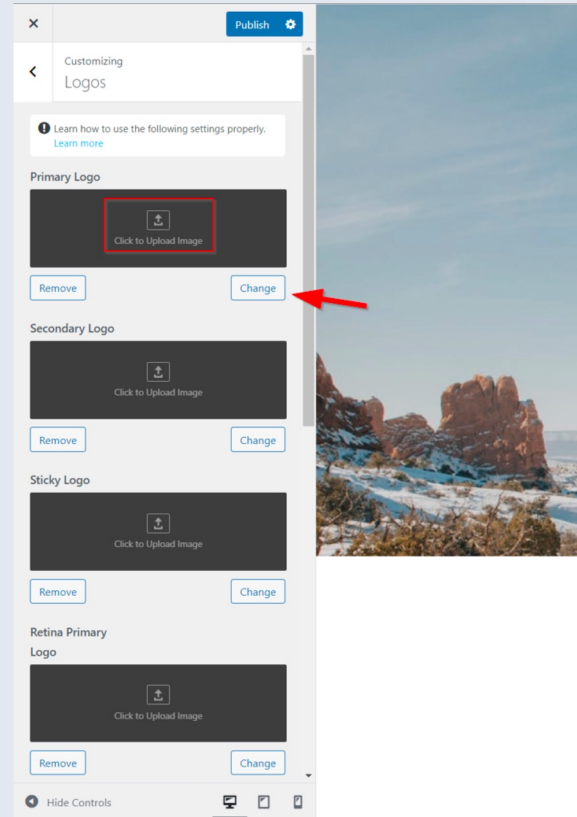 Publish
Customizing
Logos
Learn how to use the following settings properly.
Learn more
Primary Logo
Click to Upload Image
Remove
Change
Secondary Logo
Click to Upload Image
Remove
Change
Sticky Logo
Click to Upload Image
Remove
Change
Retina Primary
Logo
Click to Upload Image
Remove
Change
Hide Controls